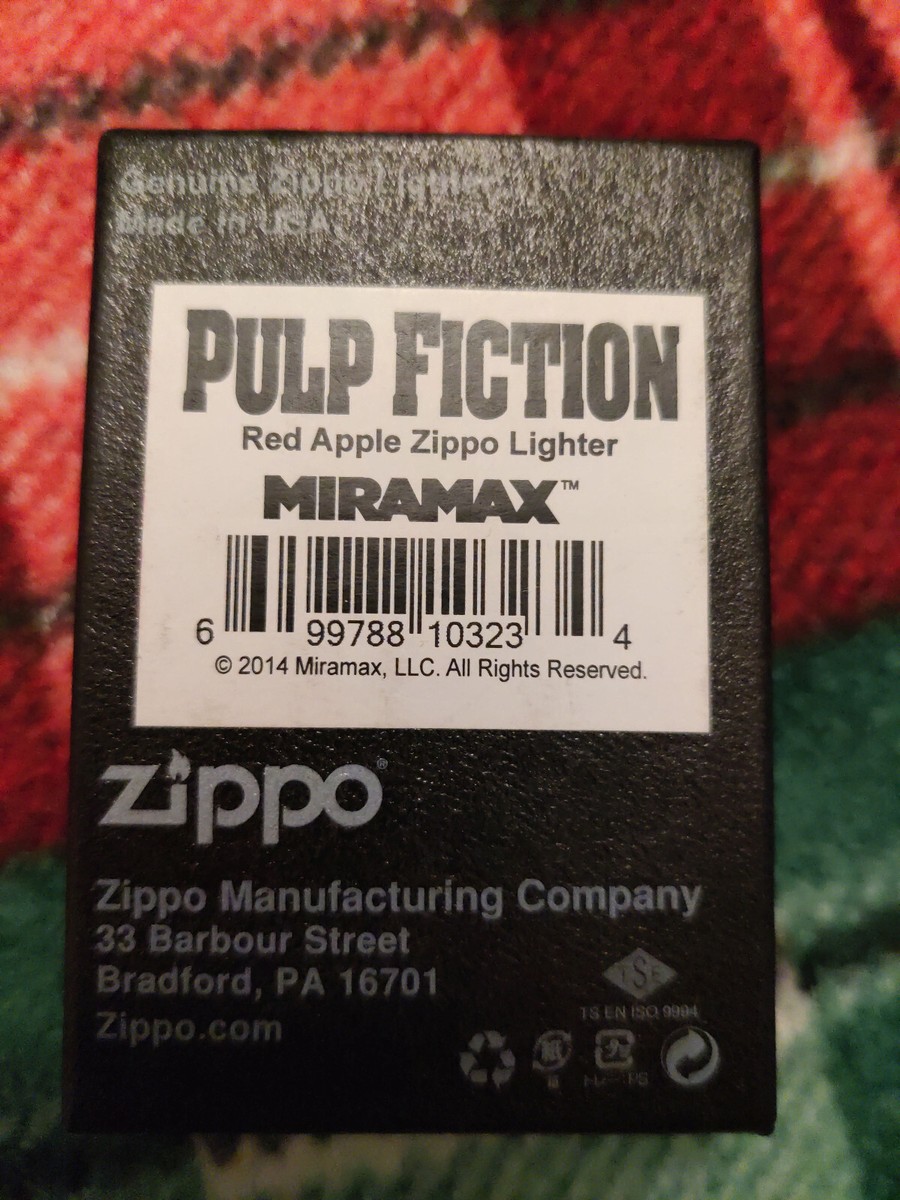 Genuine Zippo Lighter
Made in USA
PULP FICTION
Red Apple Zippo Lighter
MIRAMAX™
6 99788 10323 4
© 2014 Miramax, LLC. All Rights Reserved.
zippo®
Zippo Manufacturing Company
33 Barbour Street
Bradford, PA 16701
Zippo.com
TSE
TS EN ISO 9994